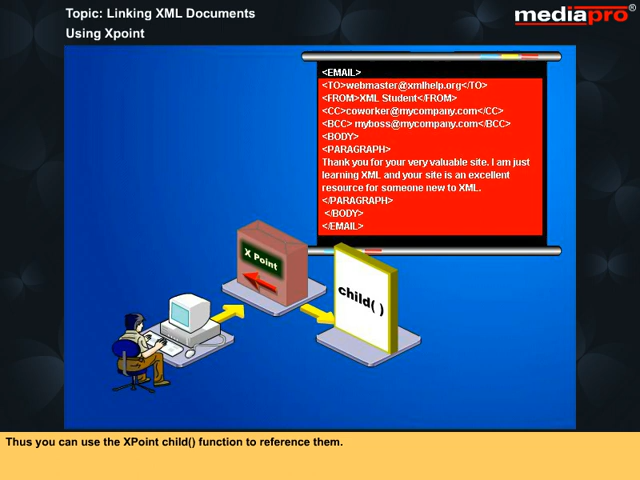 Topic: Linking XML Documents
mediapro®
Using Xpoint
<EMAIL>
<TO>webmaster@xmlhelp.org</TO>
<FROM>XML Student</FROM>
<CC>coworker@mycompany.com</CC>
<BCC> myboss@mycompany.com</BCC>
<BODY>
<PARAGRAPH>
Thank you for your very valuable site. I am just
learning XML and your site is an excellent
resource for someone new to XML.
</PARAGRAPH>
</BODY>
</EMAIL>
X Point
child( )
Thus you can use the XPoint child() function to reference them.